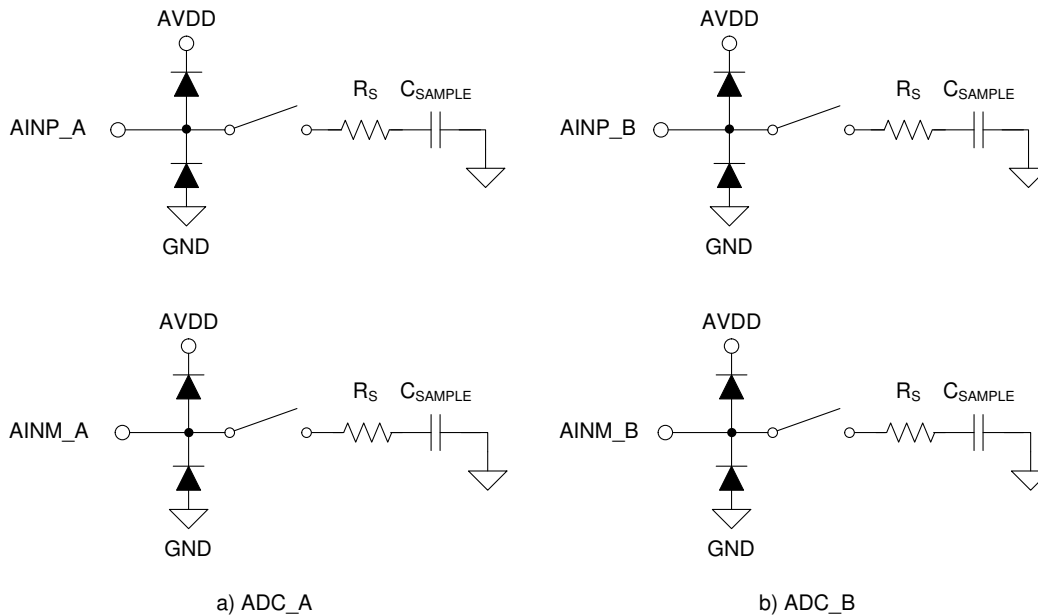 AVDD
AINP_A
RS
CSAMPLE
GND
AVDD
AINP_B
RS
CSAMPLE
GND
AVDD
AINM_A
RS
CSAMPLE
GND
AVDD
AINM_B
RS
CSAMPLE
GND
a) ADC_A
b) ADC_B